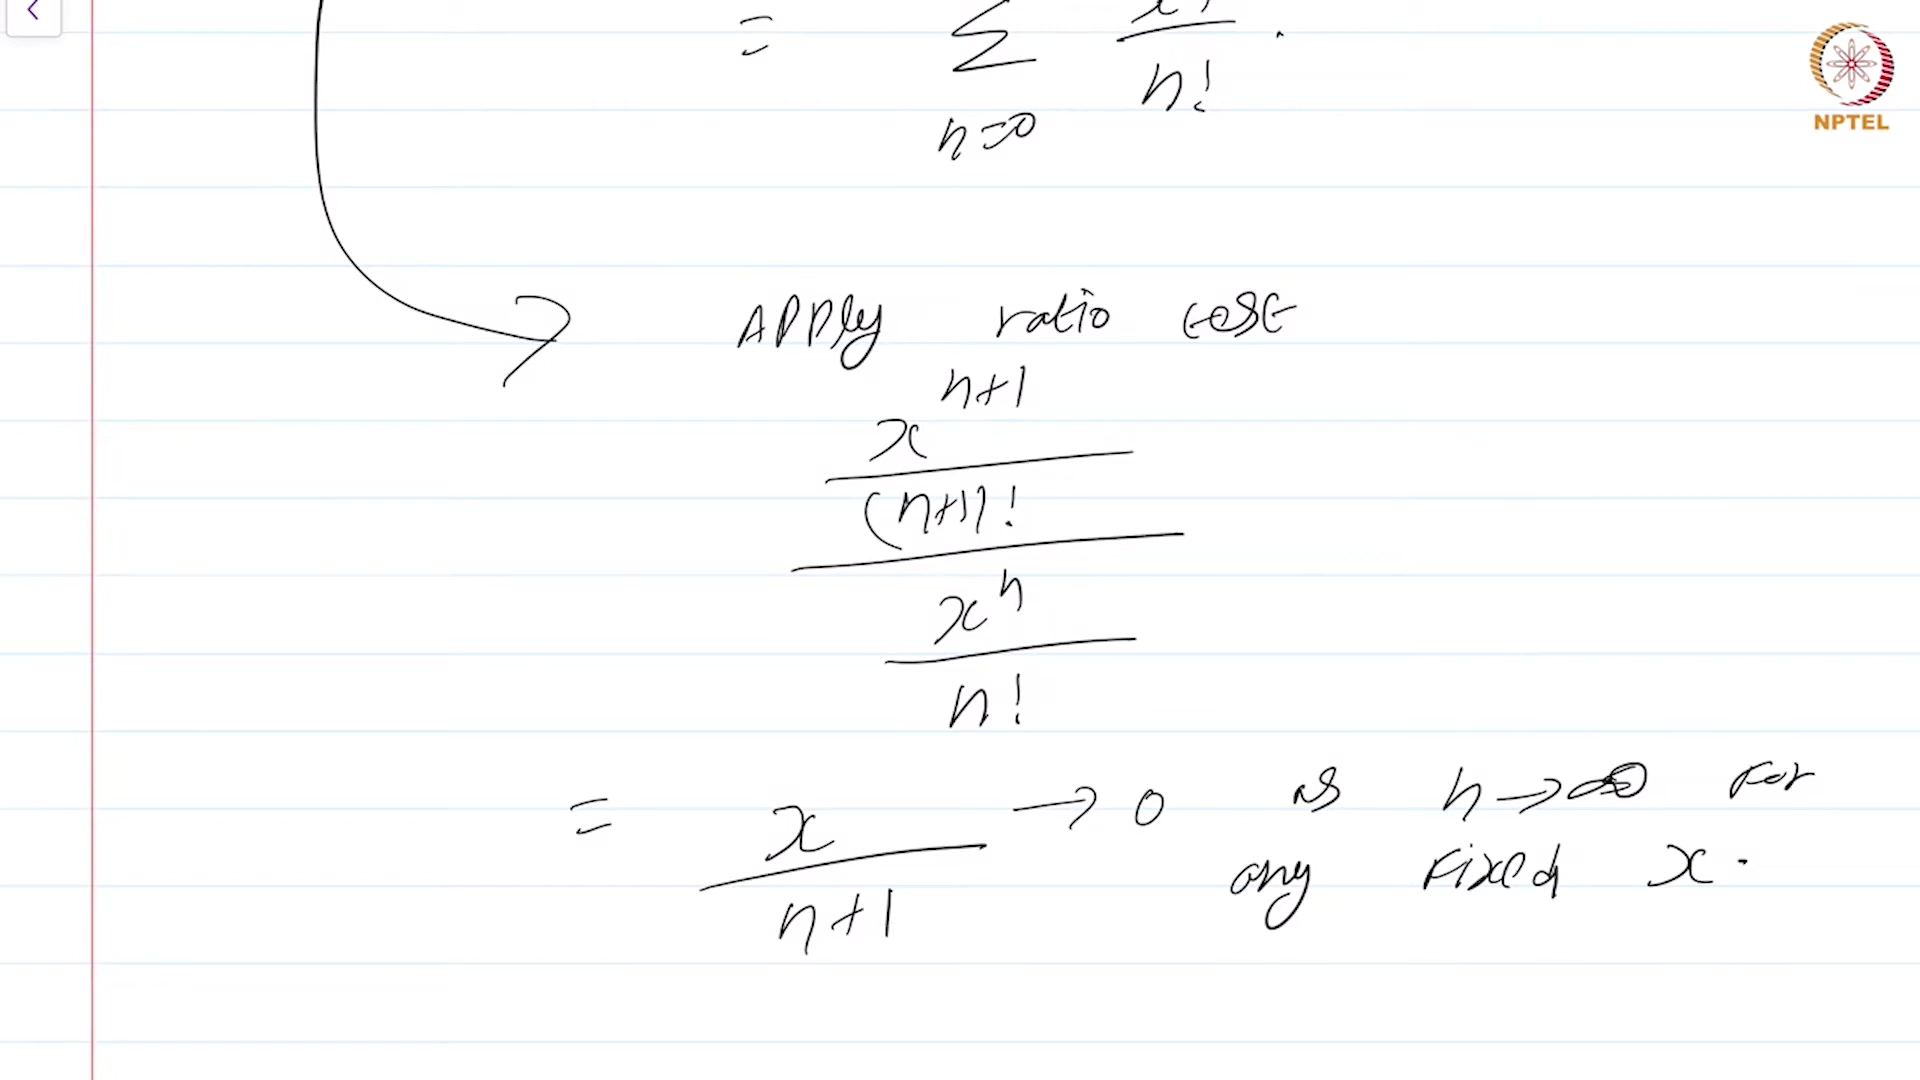 = ∑ x^n / n! .
n=0
NPTEL
Apply ratio test
x^{n+1} / (n+1)!
x^n / n!
= x / n+1 → 0 as n → ∞ for
any fixed x.